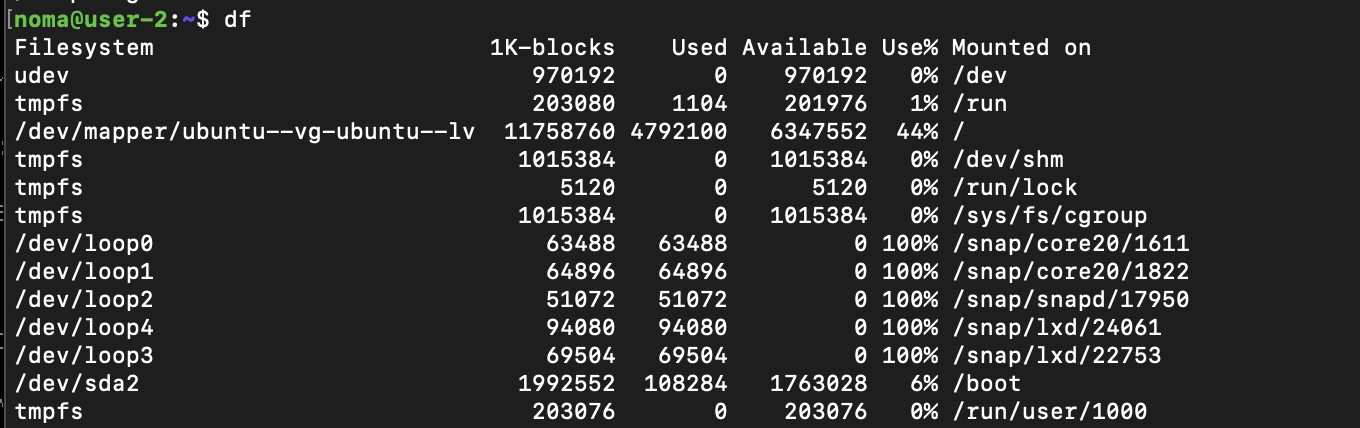 [noma@user-2:~$ df
Filesystem                        1K-blocks    Used Available Use% Mounted on
udev                                 970192       0    970192   0% /dev
tmpfs                                203080    1104    201976   1% /run
/dev/mapper/ubuntu--vg-ubuntu--lv  11758760 4792100   6347552  44% /
tmpfs                               1015384       0   1015384   0% /dev/shm
tmpfs                                  5120       0      5120   0% /run/lock
tmpfs                               1015384       0   1015384   0% /sys/fs/cgroup
/dev/loop0                            63488   63488         0 100% /snap/core20/1611
/dev/loop1                            64896   64896         0 100% /snap/core20/1822
/dev/loop2                            51072   51072         0 100% /snap/snapd/17950
/dev/loop4                            94080   94080         0 100% /snap/lxd/24061
/dev/loop3                            69504   69504         0 100% /snap/lxd/22753
/dev/sda2                           1992552  108284   1763028   6% /boot
tmpfs                                203076       0    203076   0% /run/user/1000